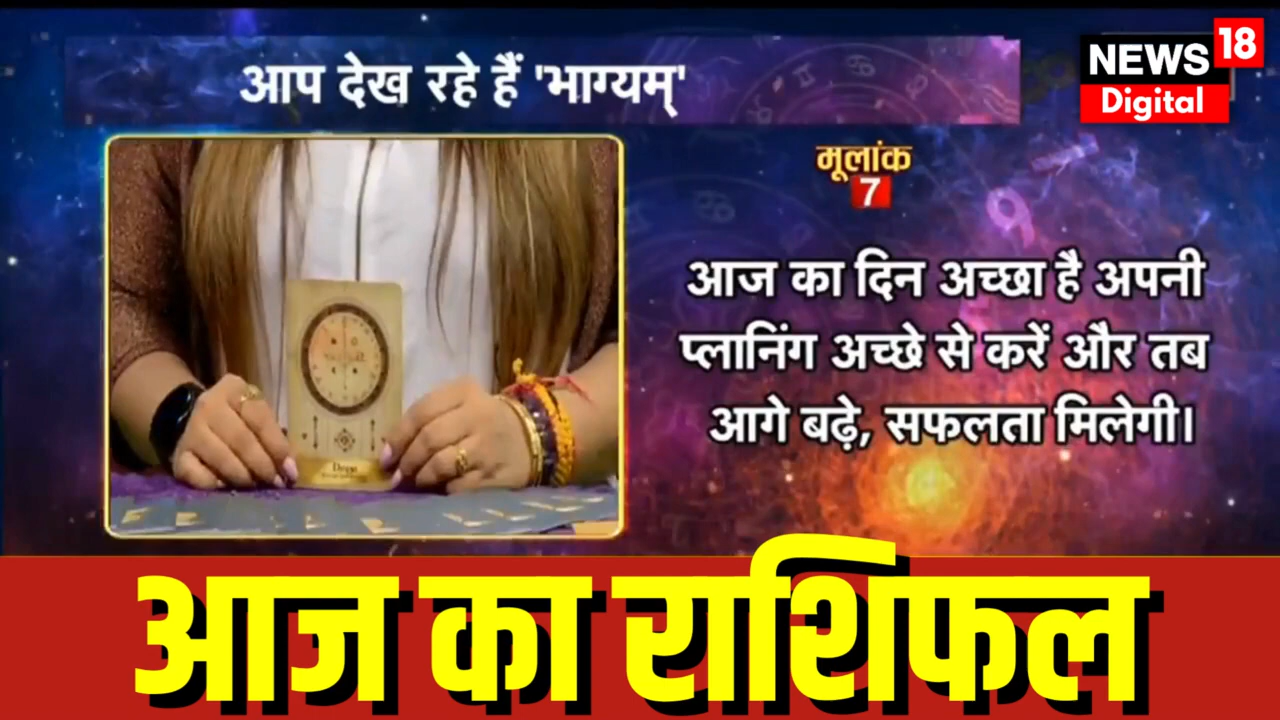 आप देख रहे हैं 'भाग्यम्'
NEWS 18
Digital
मूलांक
7
आज का दिन अच्छा है अपनी
प्लानिंग अच्छे से करें और तब
आगे बढ़े, सफलता मिलेगी।
आज का राशिफल